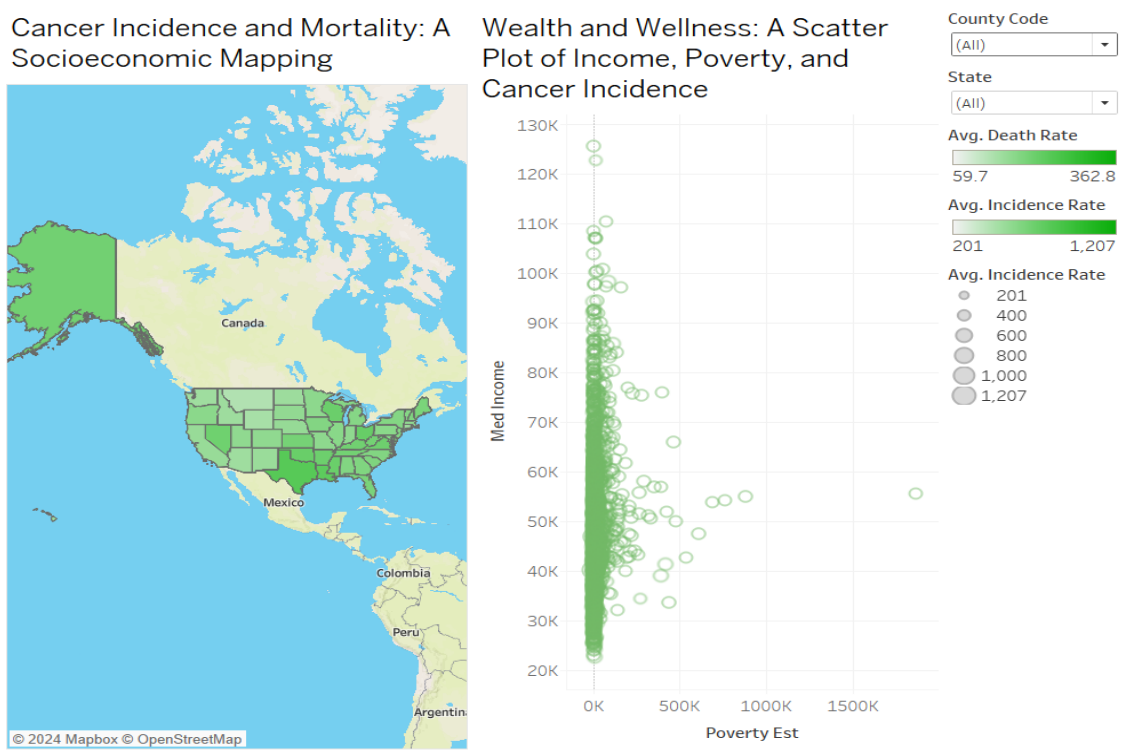 Cancer Incidence and Mortality: A
Socioeconomic Mapping
Canada
Mexico
Colombia
Peru
Argentin
© 2024 Mapbox © OpenStreetMap
Wealth and Wellness: A Scatter
Plot of Income, Poverty, and
Cancer Incidence
130K
120K
110K
100K
90K
80K
70K
60K
50K
40K
30K
20K
Med Income
0K 500K 1000K 1500K
Poverty Est
County Code
(All)
State
(All)
Avg. Death Rate
59.7 362.8
Avg. Incidence Rate
201 1,207
Avg. Incidence Rate
201
400
600
800
1,000
1,207